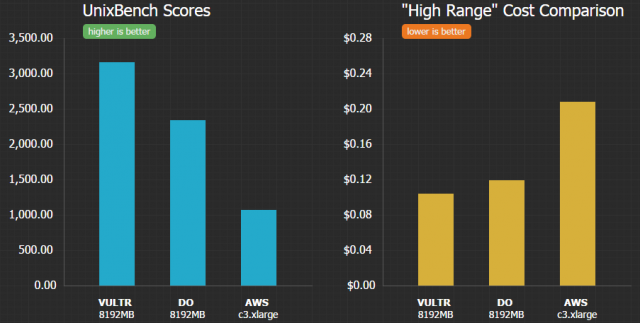 UnixBench Scores
higher is better
3,500.00
3,000.00
2,500.00
2,000.00
1,500.00
1,000.00
500.00
0.00
VULTR
8192MB
DO
8192MB
AWS
c3.xlarge
"High Range" Cost Comparison
lower is better
$0.28
$0.24
$0.20
$0.16
$0.12
$0.08
$0.04
$0.00
VULTR
8192MB
DO
8192MB
AWS
c3.xlarge